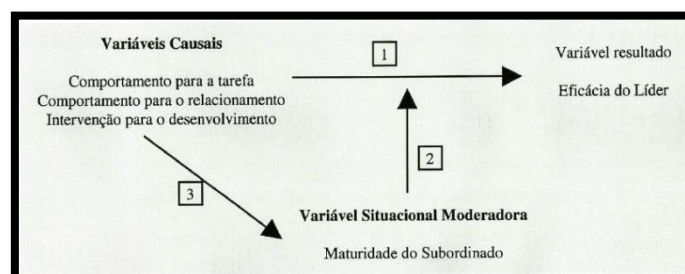 Variáveis Causais
Comportamento para a tarefa
Comportamento para o relacionamento
Intervenção para o desenvolvimento
1
Variável resultado
Eficácia do Líder
2
3
Variável Situacional Moderadora
Maturidade do Subordinado